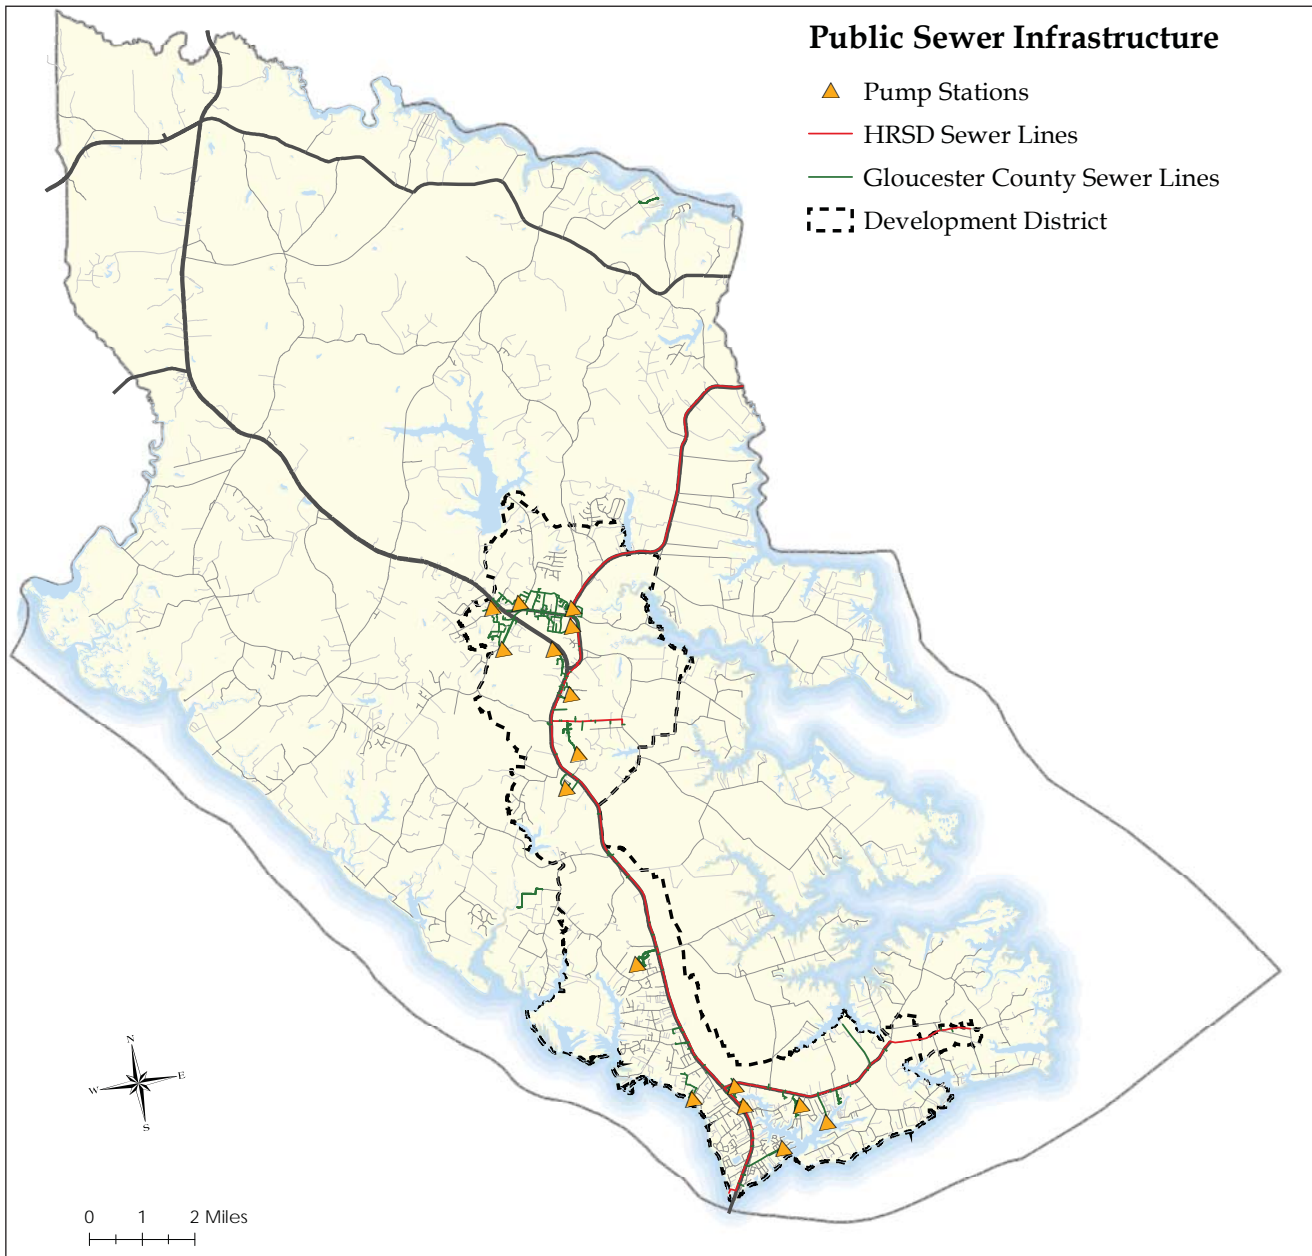 Public Sewer Infrastructure
Pump Stations
HRSD Sewer Lines
Gloucester County Sewer Lines
Development District
N
W
E
S
0 1 2 Miles